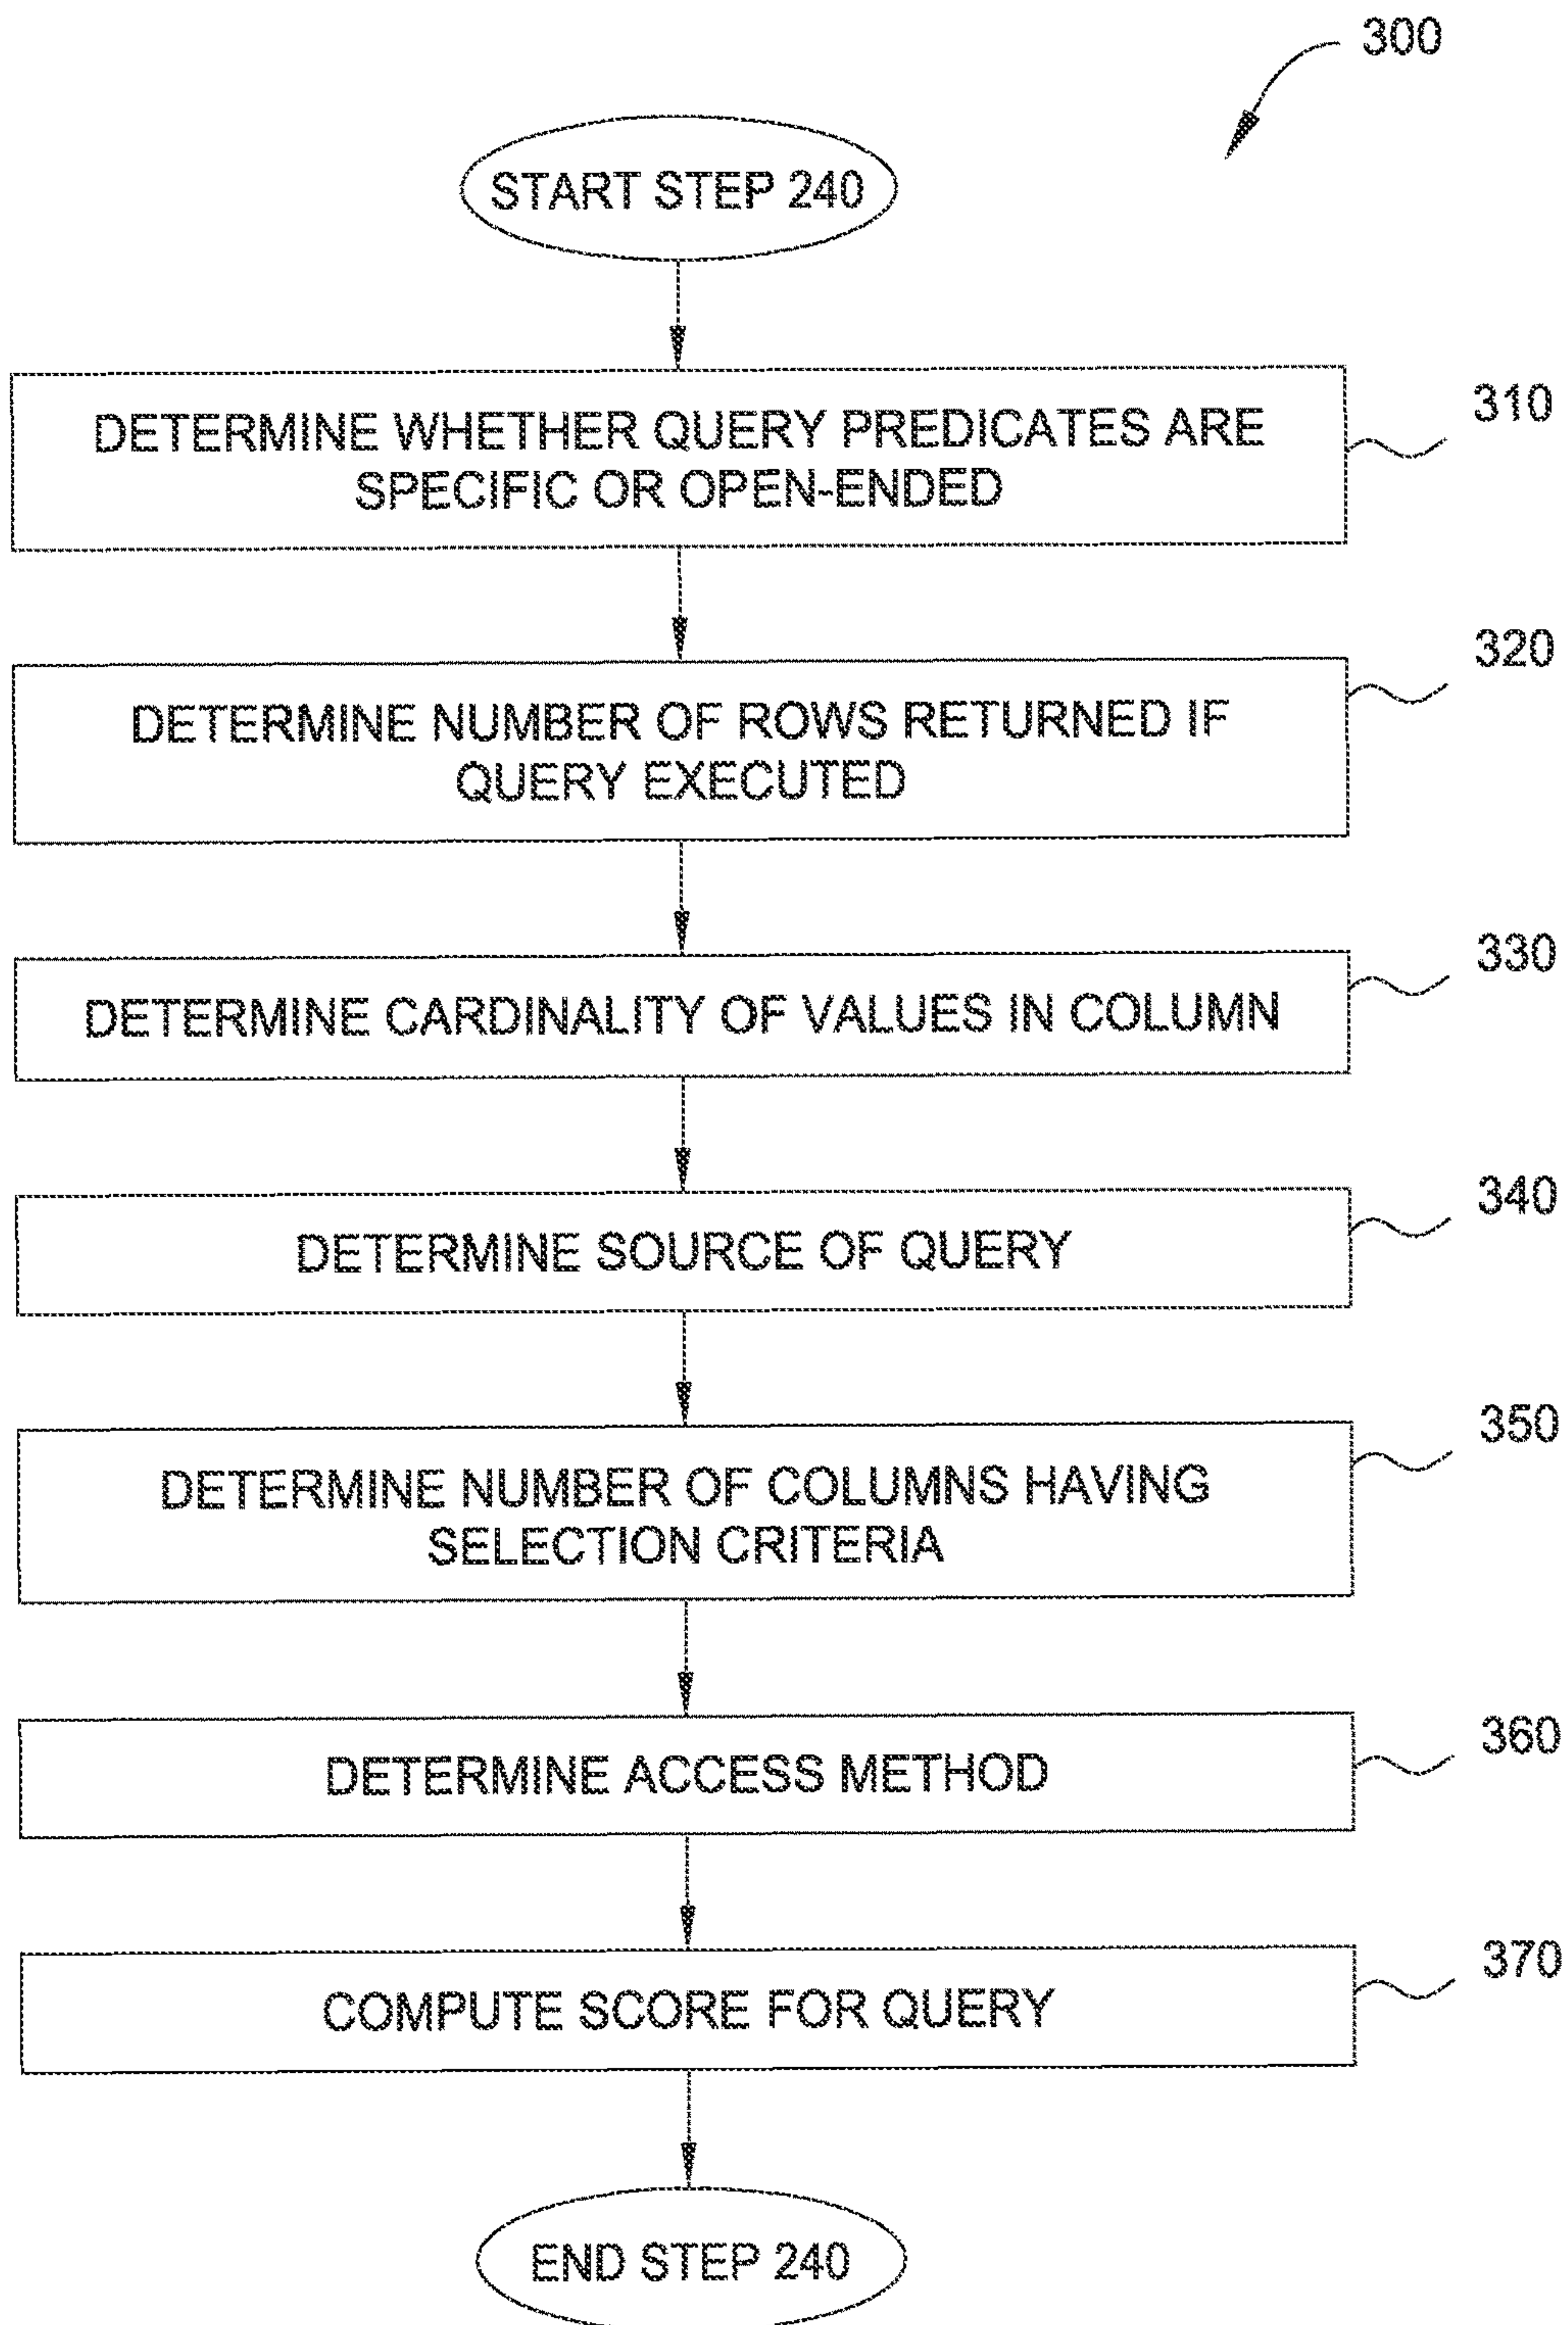 300
START STEP 240
DETERMINE WHETHER QUERY PREDICATES ARE
SPECIFIC OR OPEN-ENDED
310
DETERMINE NUMBER OF ROWS RETURNED IF
QUERY EXECUTED
320
DETERMINE CARDINALITY OF VALUES IN COLUMN
330
DETERMINE SOURCE OF QUERY
340
DETERMINE NUMBER OF COLUMNS HAVING
SELECTION CRITERIA
350
DETERMINE ACCESS METHOD
360
COMPUTE SCORE FOR QUERY
370
END STEP 240